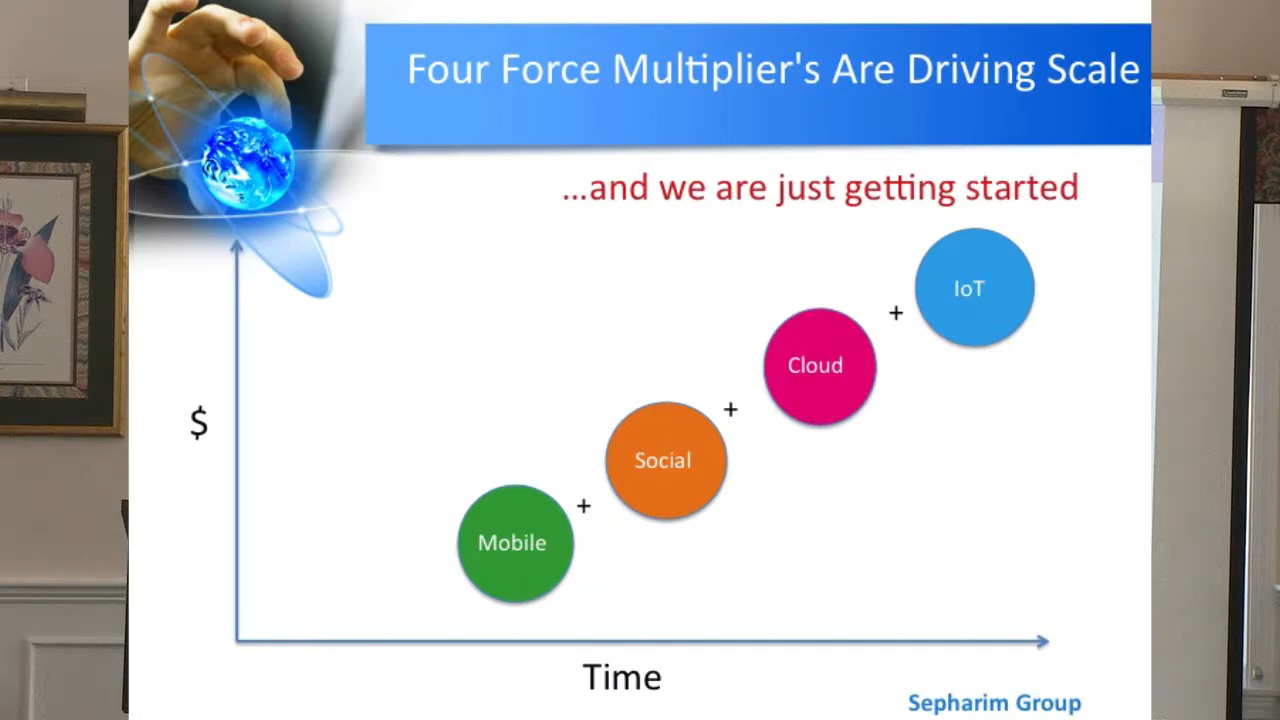 Four Force Multiplier's Are Driving Scale
...and we are just getting started
IoT
+
Cloud
+
Social
+
Mobile
$
Time
Sepharim Group